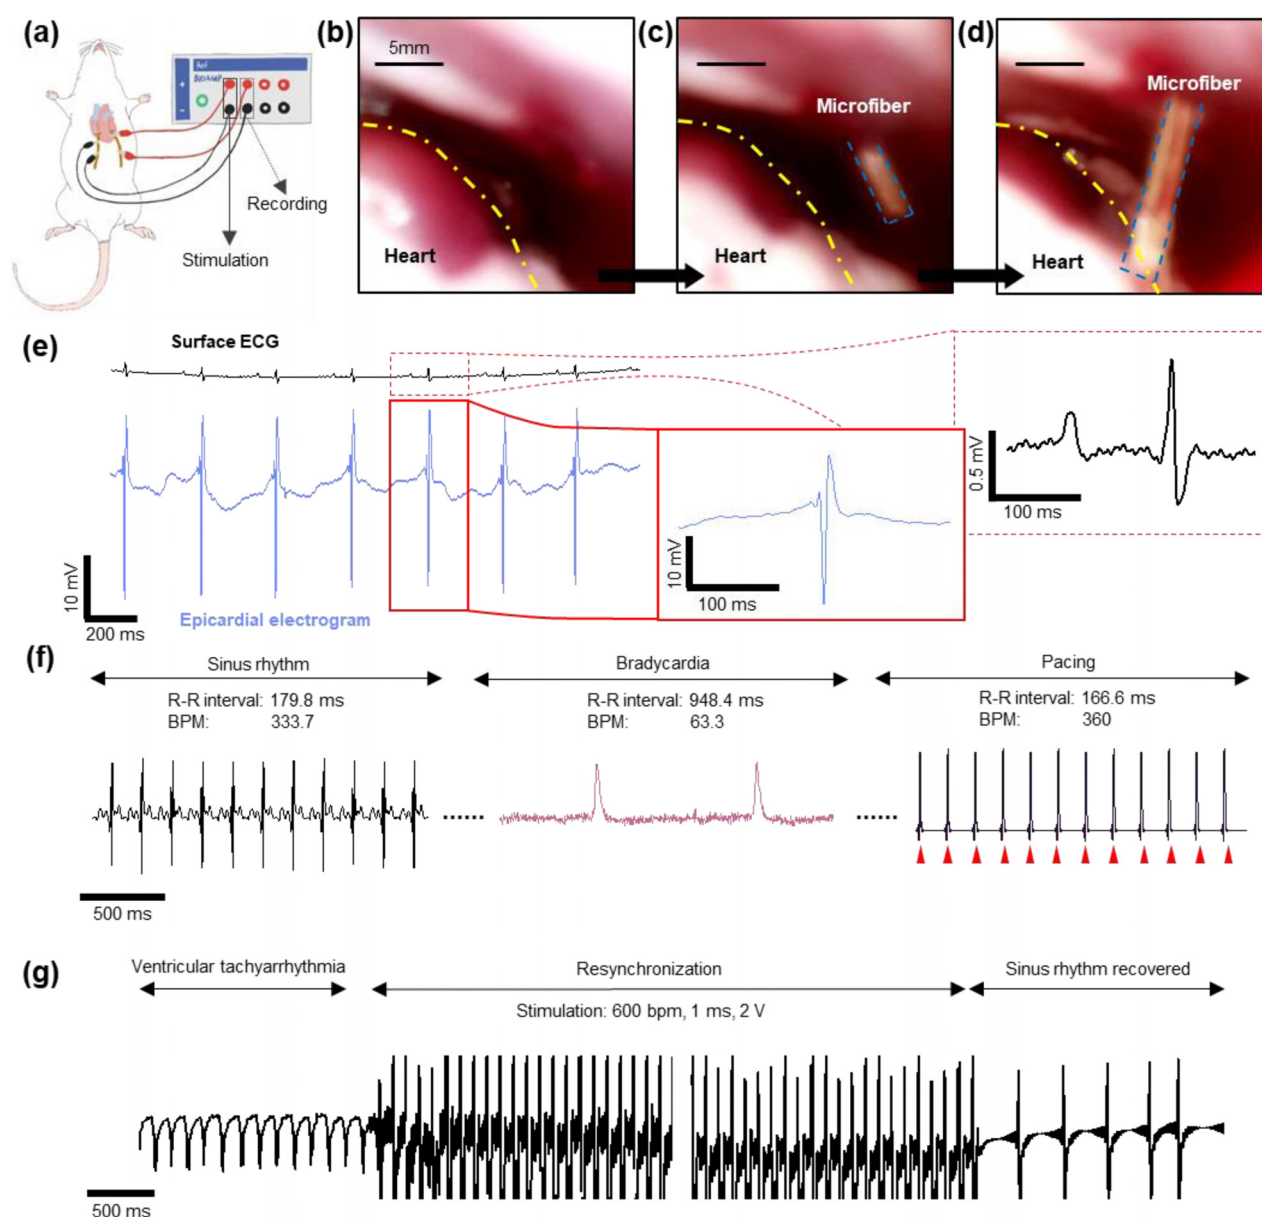 (a)
BIOAMP
Recording
Stimulation
(b)
5mm
Heart
(c)
Microfiber
Heart
(d)
Microfiber
Heart
(e)
Surface ECG
10 mV
200 ms
Epicardial electrogram
10 mV
100 ms
0.5 mV
100 ms
(f)
Sinus rhythm
R-R interval: 179.8 ms
BPM: 333.7
Bradycardia
R-R interval: 948.4 ms
BPM: 63.3
Pacing
R-R interval: 166.6 ms
BPM: 360
500 ms
(g)
Ventricular tachyarrhythmia
Resynchronization
Sinus rhythm recovered
Stimulation: 600 bpm, 1 ms, 2 V
500 ms